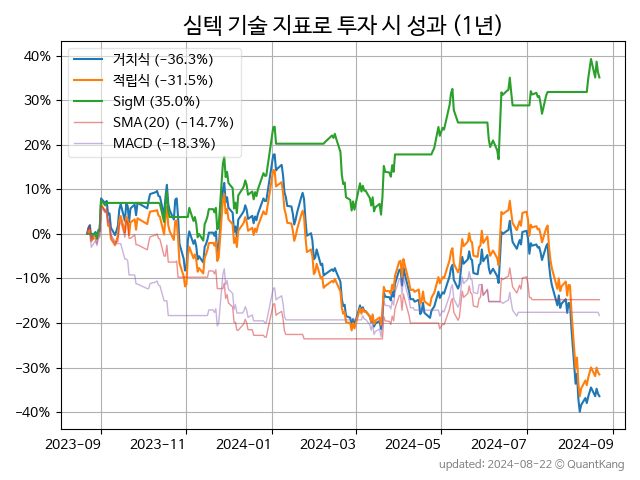 심텍 기술 지표로 투자 시 성과 (1년)
거치식 (−36.3%)
적립식 (−31.5%)
SigM (35.0%)
SMA(20) (−14.7%)
MACD (−18.3%)
40%
30%
20%
10%
0%
−10%
−20%
−30%
−40%
2023-09 2023-11 2024-01 2024-03 2024-05 2024-07 2024-09
updated: 2024-08-22 © QuantKang